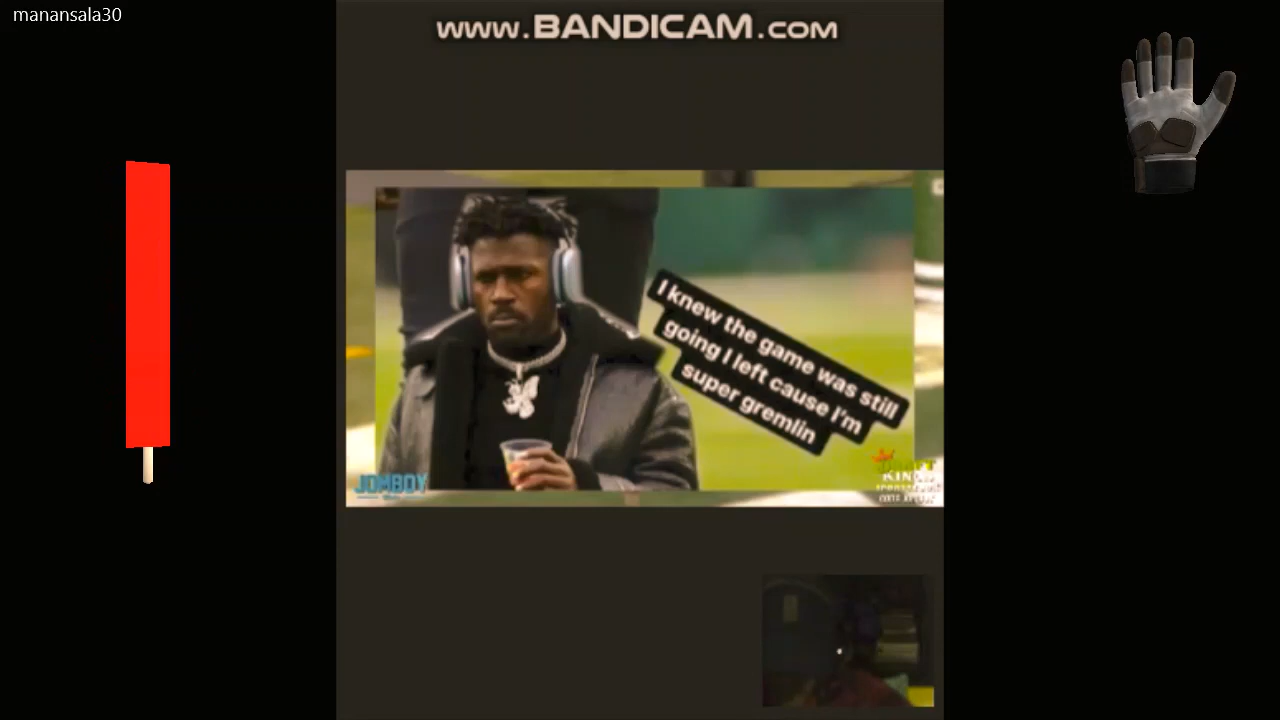 manansala30
WWW.BANDICAM.COM
I knew the game was still
going I left cause I'm
super gremlin
JOMBOY